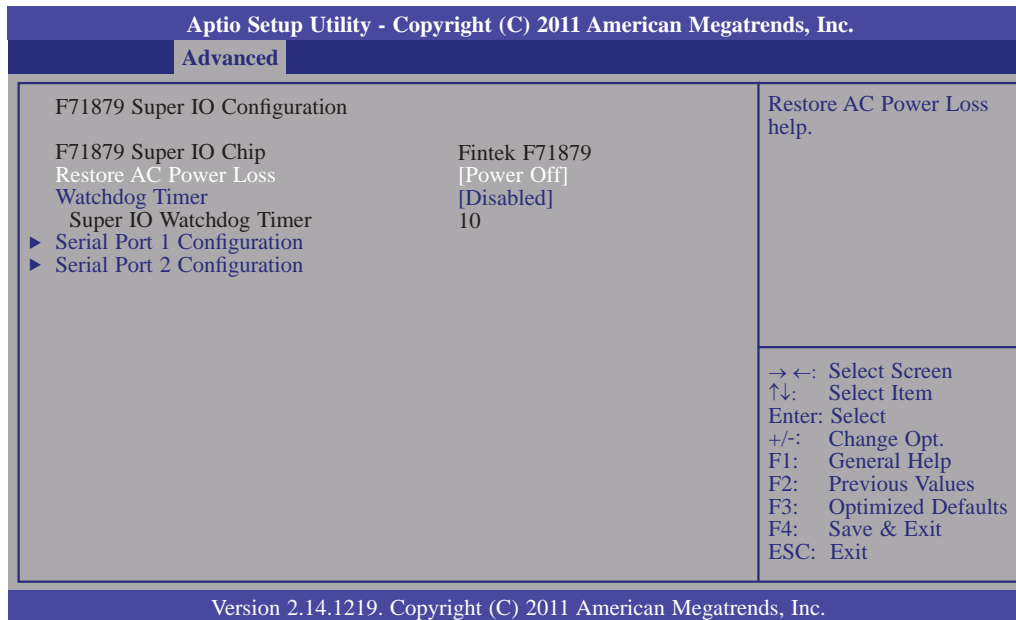 Aptio Setup Utility - Copyright (C) 2011 American Megatrends, Inc.
Advanced
F71879 Super IO Configuration
F71879 Super IO Chip Fintek F71879
Restore AC Power Loss [Power Off]
Watchdog Timer [Disabled]
Super IO Watchdog Timer 10
▶ Serial Port 1 Configuration
▶ Serial Port 2 Configuration
Restore AC Power Loss
help.
→ ←: Select Screen
↑↓: Select Item
Enter: Select
+/-: Change Opt.
F1: General Help
F2: Previous Values
F3: Optimized Defaults
F4: Save & Exit
ESC: Exit
Version 2.14.1219. Copyright (C) 2011 American Megatrends, Inc.